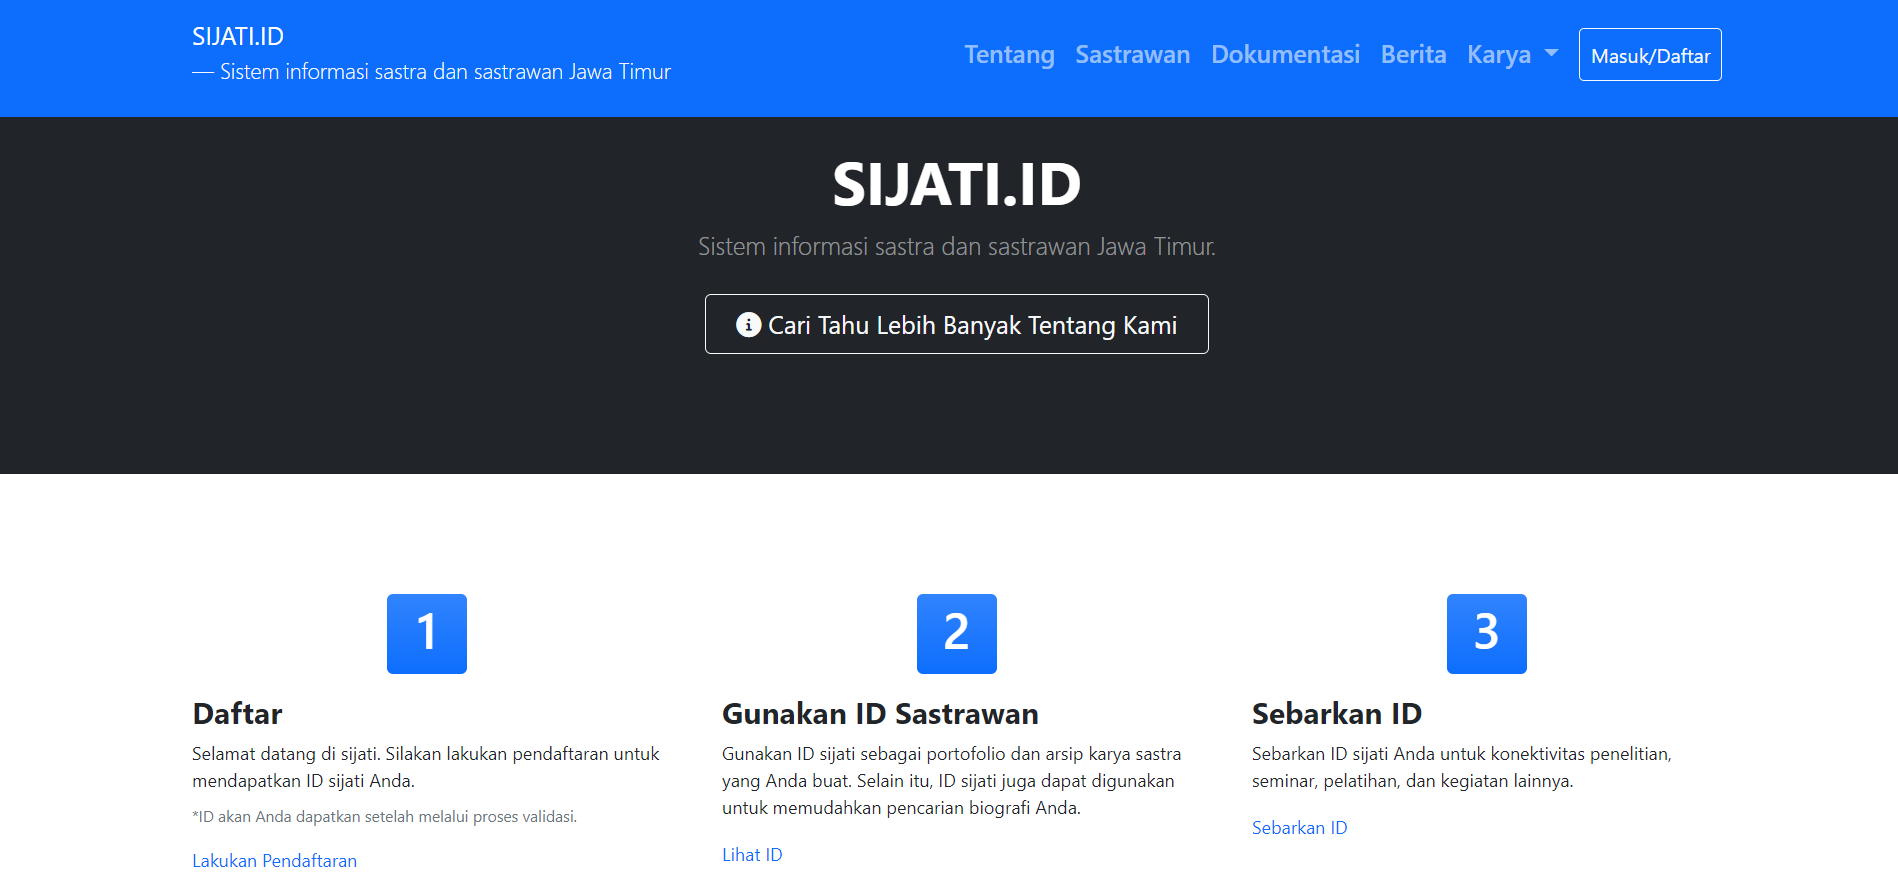 SIJATI.ID
— Sistem informasi sastra dan sastrawan Jawa Timur
Tentang Sastrawan Dokumentasi Berita Karya Masuk/Daftar
SIJATI.ID
Sistem informasi sastra dan sastrawan Jawa Timur.
Cari Tahu Lebih Banyak Tentang Kami
1
Daftar
Selamat datang di sijati. Silakan lakukan pendaftaran untuk
mendapatkan ID sijati Anda.
*ID akan Anda dapatkan setelah melalui proses validasi.
Lakukan Pendaftaran
2
Gunakan ID Sastrawan
Gunakan ID sijati sebagai portofolio dan arsip karya sastra
yang Anda buat. Selain itu, ID sijati juga dapat digunakan
untuk memudahkan pencarian biografi Anda.
Lihat ID
3
Sebarkan ID
Sebarkan ID sijati Anda untuk konektivitas penelitian,
seminar, pelatihan, dan kegiatan lainnya.
Sebarkan ID